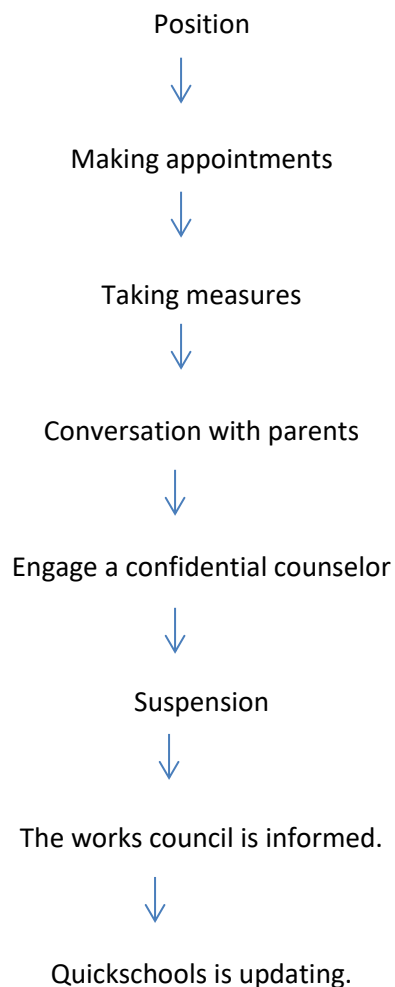 Position
Making appointments
Taking measures
Conversation with parents
Engage a confidential counselor
Suspension
The works council is informed.
Quickschools is updating.